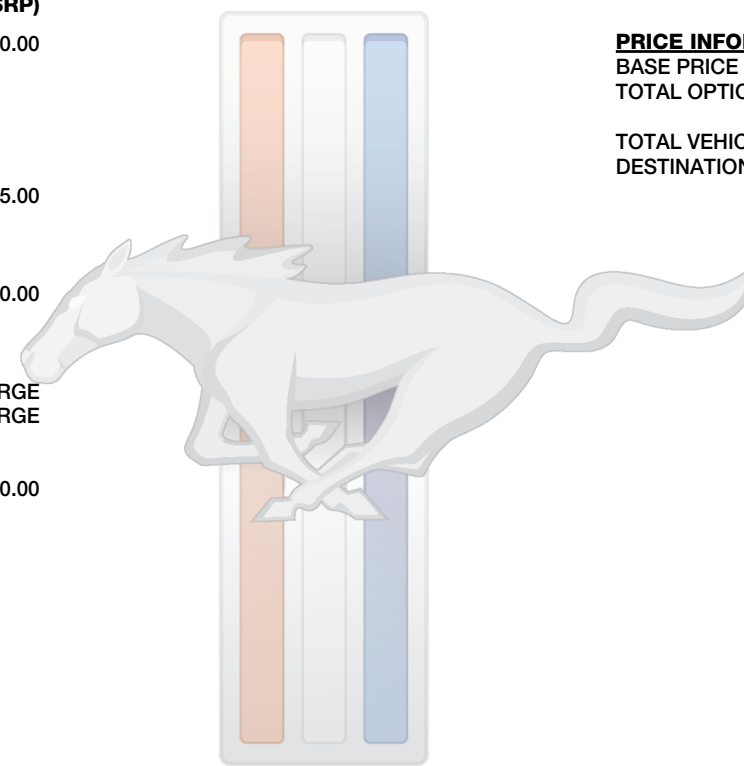 SRP)
0.00
5.00
0.00
RGE
RGE
0.00
PRICE INFO
BASE PRICE
TOTAL OPTIO
TOTAL VEHIC
DESTINATION